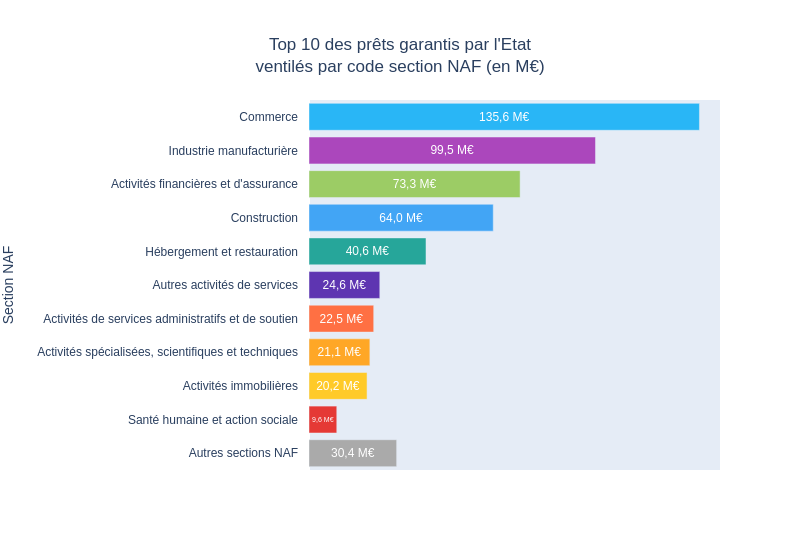 Top 10 des prêts garantis par l'Etat
ventilés par code section NAF (en M€)
Section NAF
Commerce 135,6 M€
Industrie manufacturière 99,5 M€
Activités financières et d'assurance 73,3 M€
Construction 64,0 M€
Hébergement et restauration 40,6 M€
Autres activités de services 24,6 M€
Activités de services administratifs et de soutien 22,5 M€
Activités spécialisées, scientifiques et techniques 21,1 M€
Activités immobilières 20,2 M€
Santé humaine et action sociale 9,6 M€
Autres sections NAF 30,4 M€